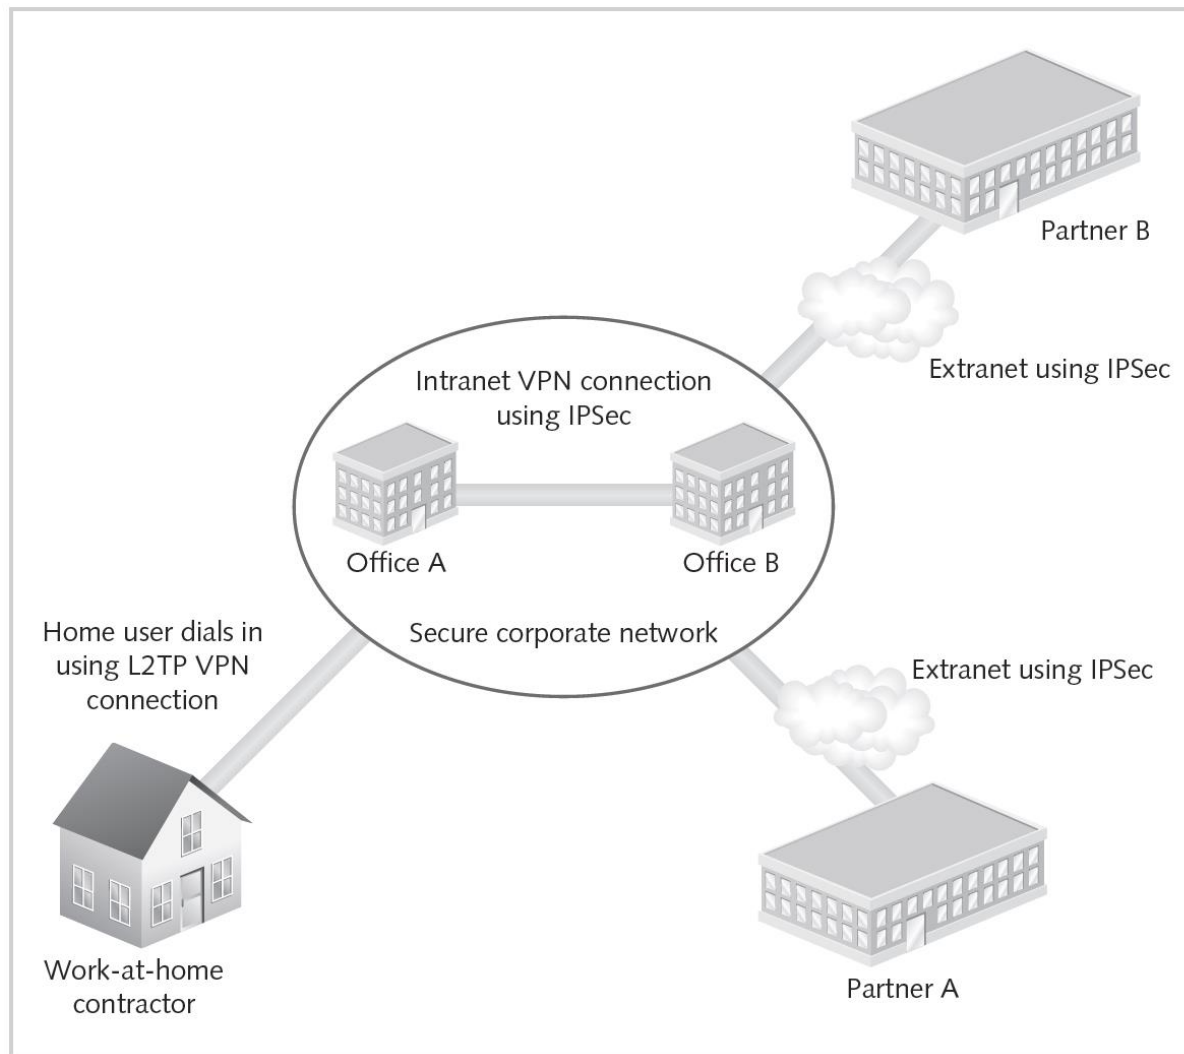 Partner B
Extranet using IPSec
Intranet VPN connection
using IPSec
Office A
Office B
Secure corporate network
Home user dials in
using L2TP VPN
connection
Extranet using IPSec
Work-at-home
contractor
Partner A